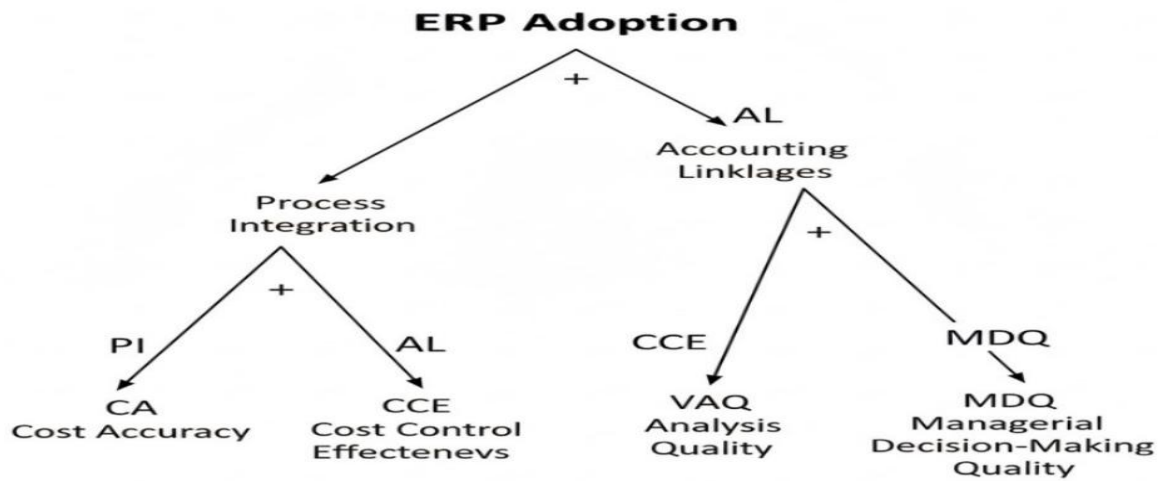 ERP Adoption
+
AL
Accounting
Linklages
Process
Integration
+
+
PI
AL
CCE
MDQ
CA
Cost Accuracy
CCE
Cost Control
Effectenevs
VAQ
Analysis
Quality
MDQ
Managerial
Decision-Making
Quality